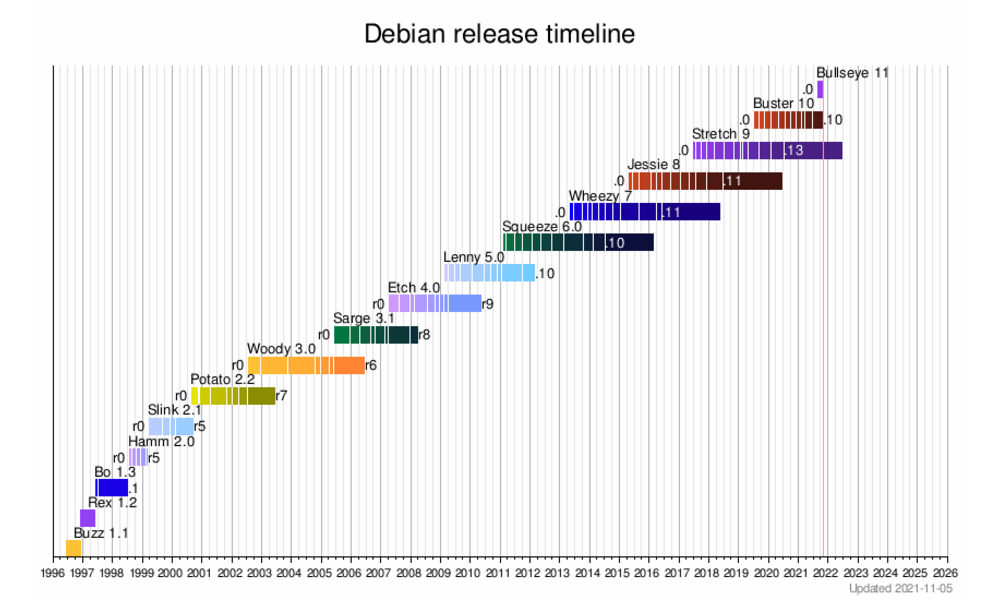 Debian release timeline
Bullseye 11
.0
Buster 10
.0 .10
Stretch 9
.0 .13
Jessie 8
.0 .11
Wheezy 7
.0 .11
Squeeze 6.0
.10
Lenny 5.0
.10
Etch 4.0
r0 r9
Sarge 3.1
r0 r8
Woody 3.0
r0 r6
Potato 2.2
r0 r7
Slink 2.1
r0 r5
Hamm 2.0
r0 r5
Bo 1.3
.1
Rex 1.2
Buzz 1.1
1996 1997 1998 1999 2000 2001 2002 2003 2004 2005 2006 2007 2008 2009 2010 2011 2012 2013 2014 2015 2016 2017 2018 2019 2020 2021 2022 2023 2024 2025 2026
Updated 2021-11-05